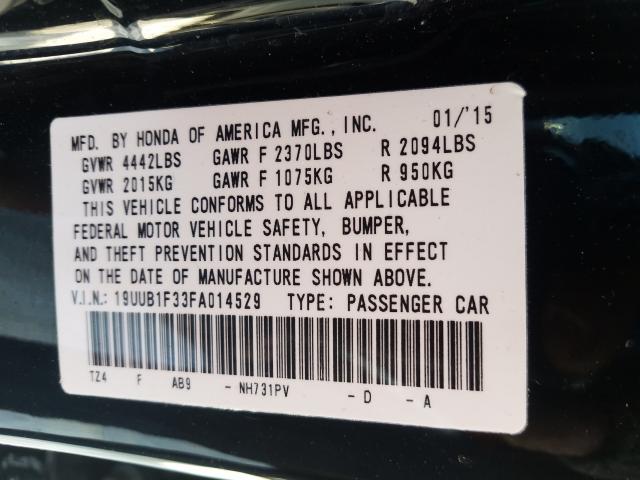 MFD. BY HONDA OF AMERICA MFG., INC. 01/'15
GVWR 4442LBS GAWR F 2370LBS R 2094LBS
GVWR 2015KG GAWR F 1075KG R 950KG
THIS VEHICLE CONFORMS TO ALL APPLICABLE
FEDERAL MOTOR VEHICLE SAFETY, BUMPER,
AND THEFT PREVENTION STANDARDS IN EFFECT
ON THE DATE OF MANUFACTURE SHOWN ABOVE.
V.I.N.: 19UUB1F33FA014529 TYPE: PASSENGER CAR
TZ4 F AB9 - NH731PV - D - A